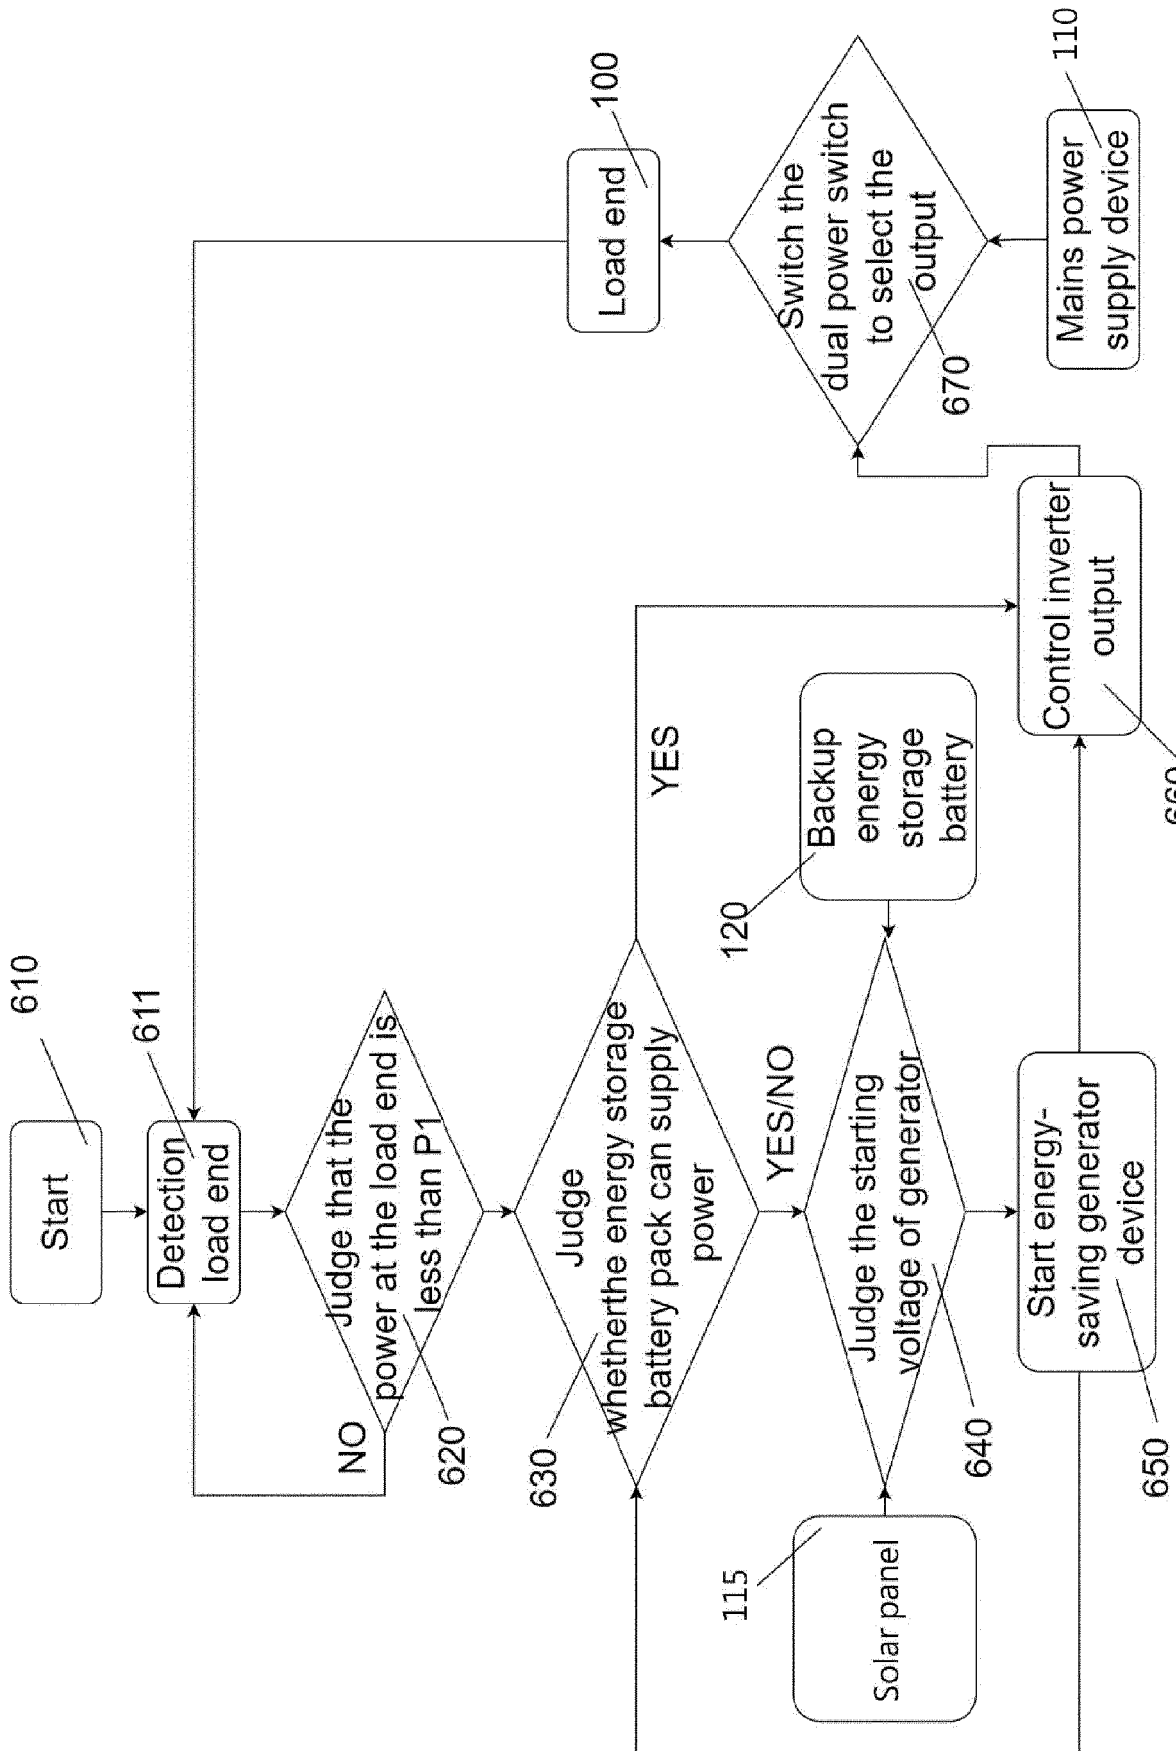 Start
610
Detection
load end
611
NO
Judge that the
power at the load end is
less than P1
620
Judge
whetherthe energy storage
battery pack can supply
power
630
YES
YES/NO
Judge the starting
voltage of generator
640
Solar panel
115
Backup
energy
storage
battery
120
Start energy-
saving generator
device
650
Control inverter
output
Switch the
dual power switch
to select the
output
670
Load end
100
Mains power
supply device
110